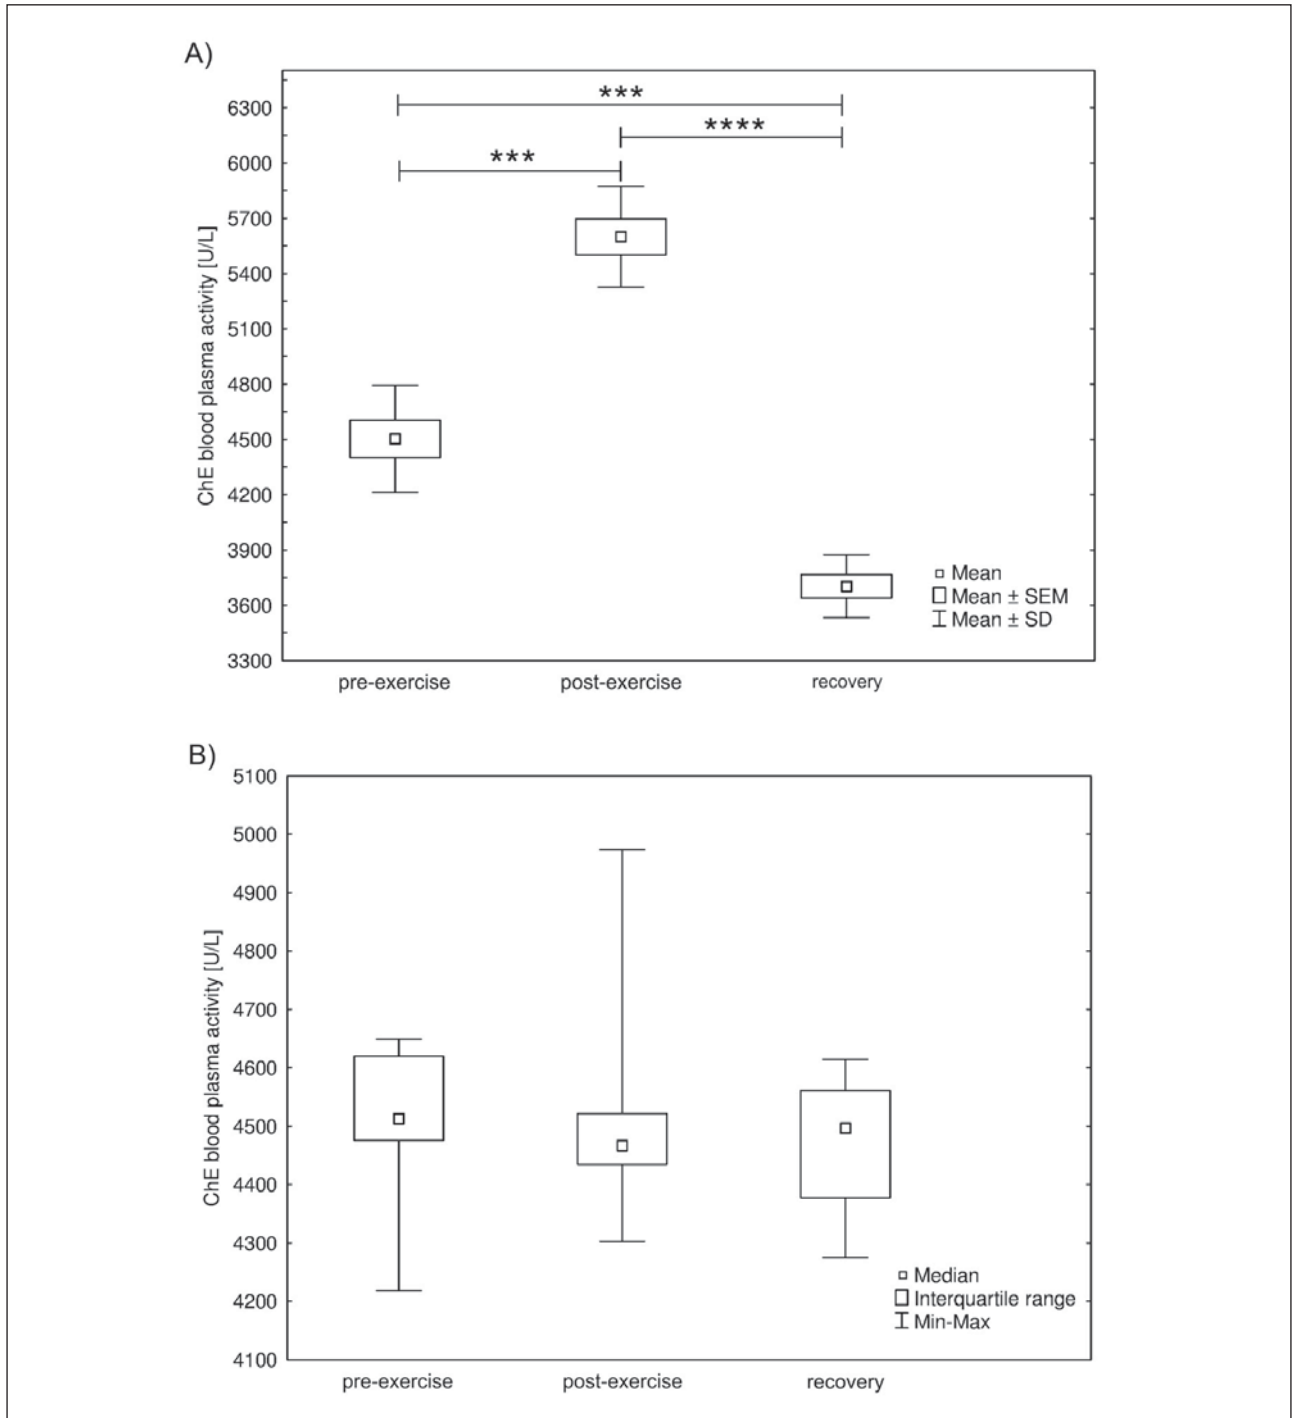 A)
***
****
***
6300
6000
5700
5400
5100
4800
4500
4200
3900
3600
3300
ChE blood plasma activity [U/L]
Mean
Mean ± SEM
Mean ± SD
pre-exercise post-exercise recovery
B)
5100
5000
4900
4800
4700
4600
4500
4400
4300
4200
4100
ChE blood plasma activity [U/L]
Median
Interquartile range
Min-Max
pre-exercise post-exercise recovery